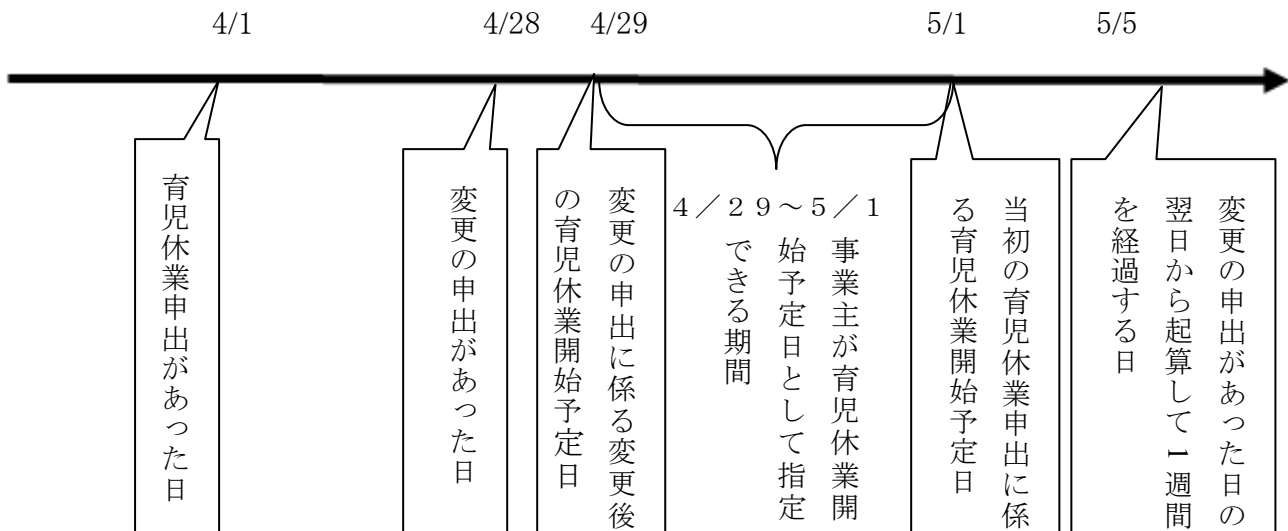 4/1
4/28
4/29
5/1
5/5
育児休業申出があった日
変更の申出があった日
変更の申出に係る変更後
の育児休業開始予定日
4/29~5/1
事業主が育児休業開
始予定日として指定
できる期間
当初の育児休業申出に係
る育児休業開始予定日
変更の申出があった日の
翌日から起算して1週間
を経過する日